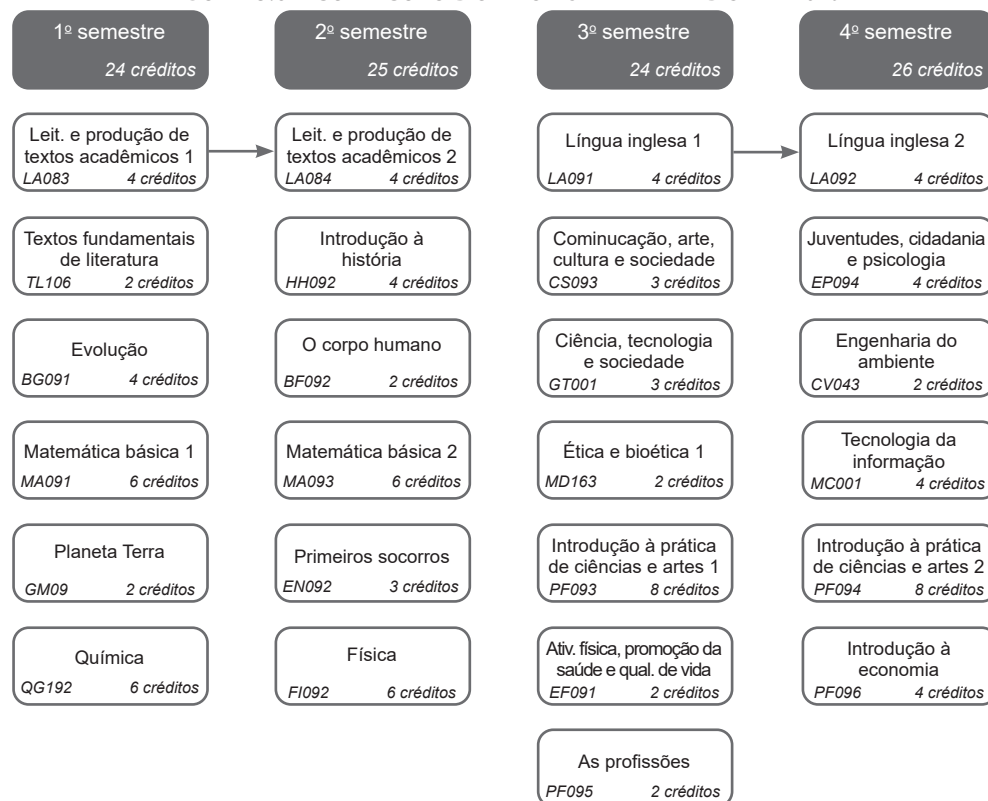 1º semestre
24 créditos
Leit. e produção de
textos acadêmicos 1
LA083 4 créditos
Textos fundamentais
de literatura
TL106 2 créditos
Evolução
BG091 4 créditos
Matemática básica 1
MA091 6 créditos
Planeta Terra
GM09 2 créditos
Química
QG192 6 créditos
2º semestre
25 créditos
Leit. e produção de
textos acadêmicos 2
LA084 4 créditos
Introdução à
história
HH092 4 créditos
O corpo humano
BF092 2 créditos
Matemática básica 2
MA093 6 créditos
Primeiros socorros
EN092 3 créditos
Física
FI092 6 créditos
3º semestre
24 créditos
Língua inglesa 1
LA091 4 créditos
Cominucação, arte,
cultura e sociedade
CS093 3 créditos
Ciência, tecnologia
e sociedade
GT001 3 créditos
Ética e bioética 1
MD163 2 créditos
Introdução à prática
de ciências e artes 1
PF093 8 créditos
Ativ. física, promoção da
saúde e qual. de vida
EF091 2 créditos
As profissões
PF095 2 créditos
4º semestre
26 créditos
Língua inglesa 2
LA092 4 créditos
Juventudes, cidadania
e psicologia
EP094 4 créditos
Engenharia do
ambiente
CV043 2 créditos
Tecnologia da
informação
MC001 4 créditos
Introdução à prática
de ciências e artes 2
PF094 8 créditos
Introdução à
economia
PF096 4 créditos